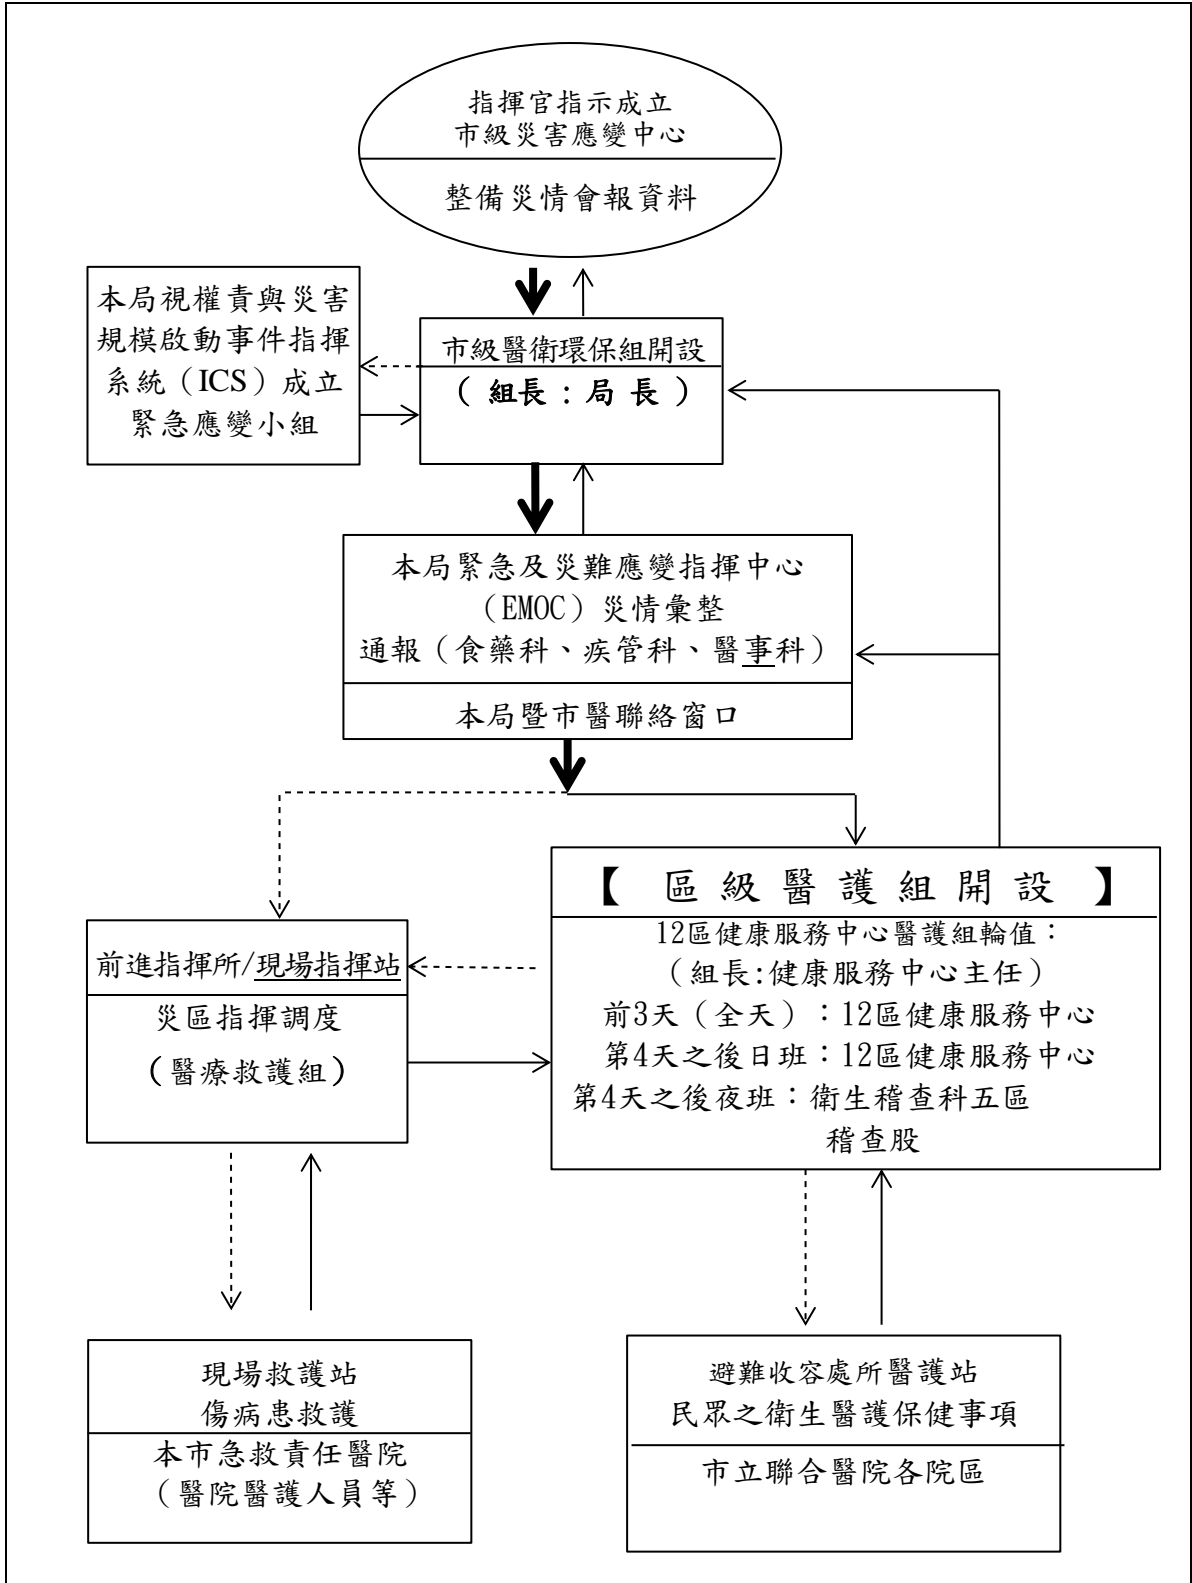 指揮官指示成立
市級災害應變中心
整備災情會報資料
本局視權責與災害
規模啟動事件指揮
系統（ICS）成立
緊急應變小組
市級醫衛環保組開設
（ 組長：局 長 ）
本局緊急及災難應變指揮中心
（EMOC）災情彙整
通報（食藥科、疾管科、醫事科）
本局暨市醫聯絡窗口
【 區 級 醫 護 組 開 設 】
12區健康服務中心醫護組輪值：
（組長:健康服務中心主任）
前3天（全天）：12區健康服務中心
第4天之後日班：12區健康服務中心
第4天之後夜班：衛生稽查科五區
稽查股
前進指揮所/現場指揮站
災區指揮調度
（醫療救護組）
現場救護站
傷病患救護
本市急救責任醫院
（醫院醫護人員等）
避難收容處所醫護站
民眾之衛生醫護保健事項
市立聯合醫院各院區